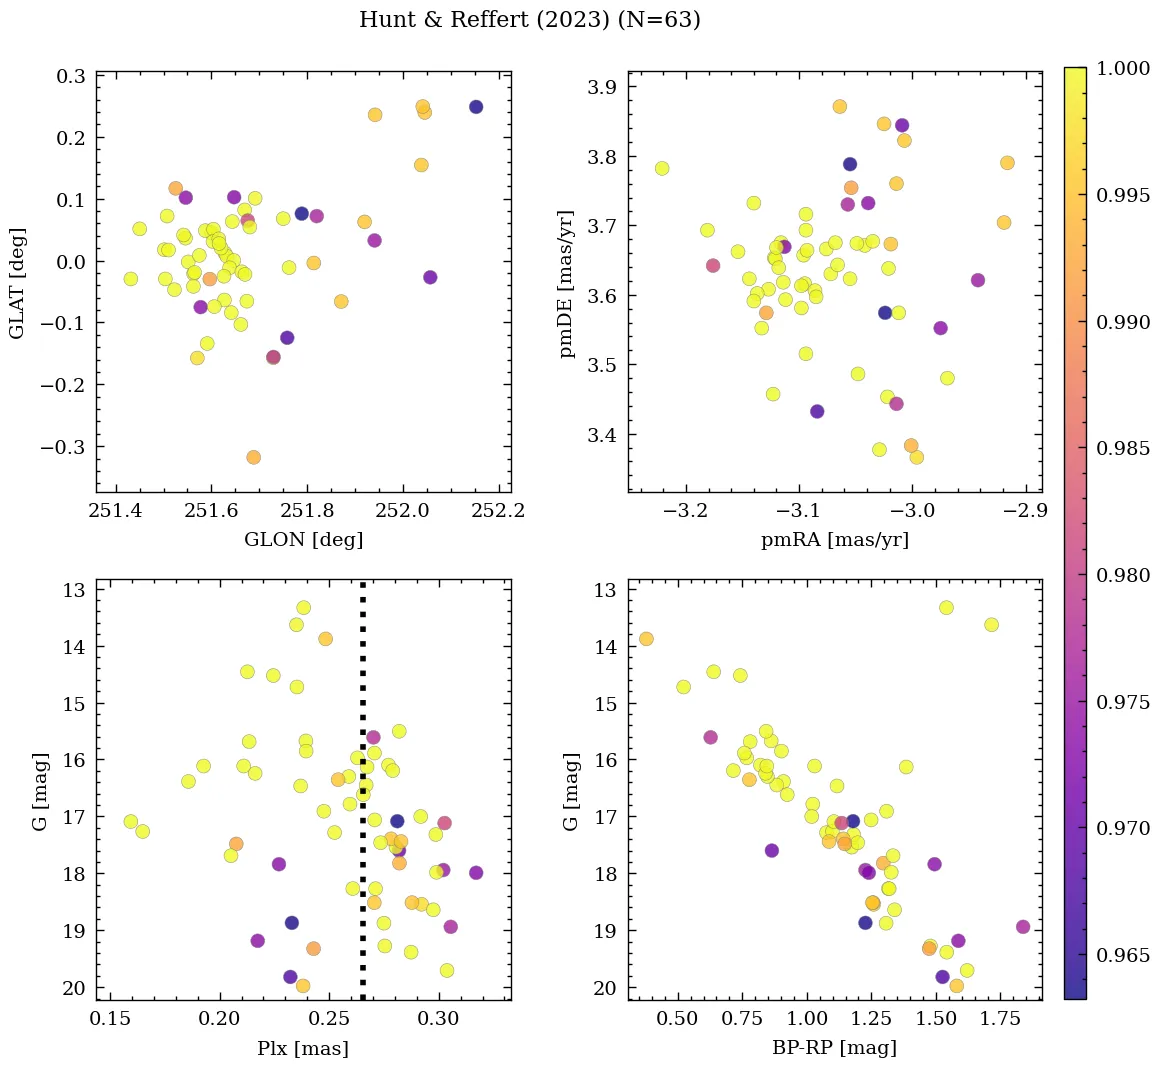 Hunt & Reffert (2023) (N=63)
0.3
0.2
0.1
0.0
−0.1
−0.2
−0.3
GLAT [deg]
251.4 251.6 251.8 252.0 252.2
GLON [deg]
3.9
3.8
3.7
3.6
3.5
3.4
pmDE [mas/yr]
−3.2 −3.1 −3.0 −2.9
pmRA [mas/yr]
13
14
15
16
17
18
19
20
G [mag]
0.15 0.20 0.25 0.30
Plx [mas]
13
14
15
16
17
18
19
20
G [mag]
0.50 0.75 1.00 1.25 1.50 1.75
BP-RP [mag]
1.000
0.995
0.990
0.985
0.980
0.975
0.970
0.965